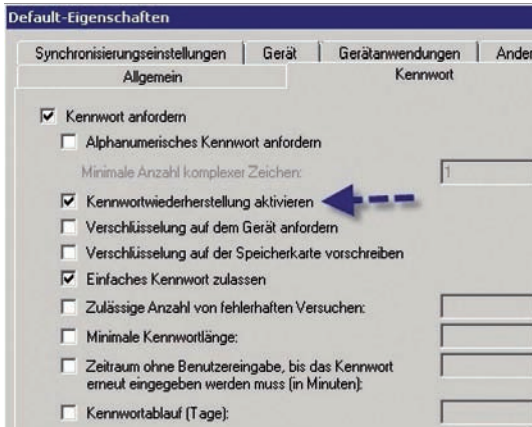 Default-Eigenschaften
Synchronisierungseinstellungen Gerät Gerätanwendungen Ander
Allgemein Kennwort
Kennwort anfordern
Alphanumerisches Kennwort anfordern
Minimale Anzahl komplexer Zeichen: 1
Kennwortwiederherstellung aktivieren
Verschlüsselung auf dem Gerät anfordern
Verschlüsselung auf der Speicherkarte vorschreiben
Einfaches Kennwort zulassen
Zulässige Anzahl von fehlerhaften Versuchen:
Minimale Kennwortlänge:
Zeitraum ohne Benutzereingabe, bis das Kennwort
erneut eingegeben werden muss (in Minuten):
Kennwortablauf (Tage):